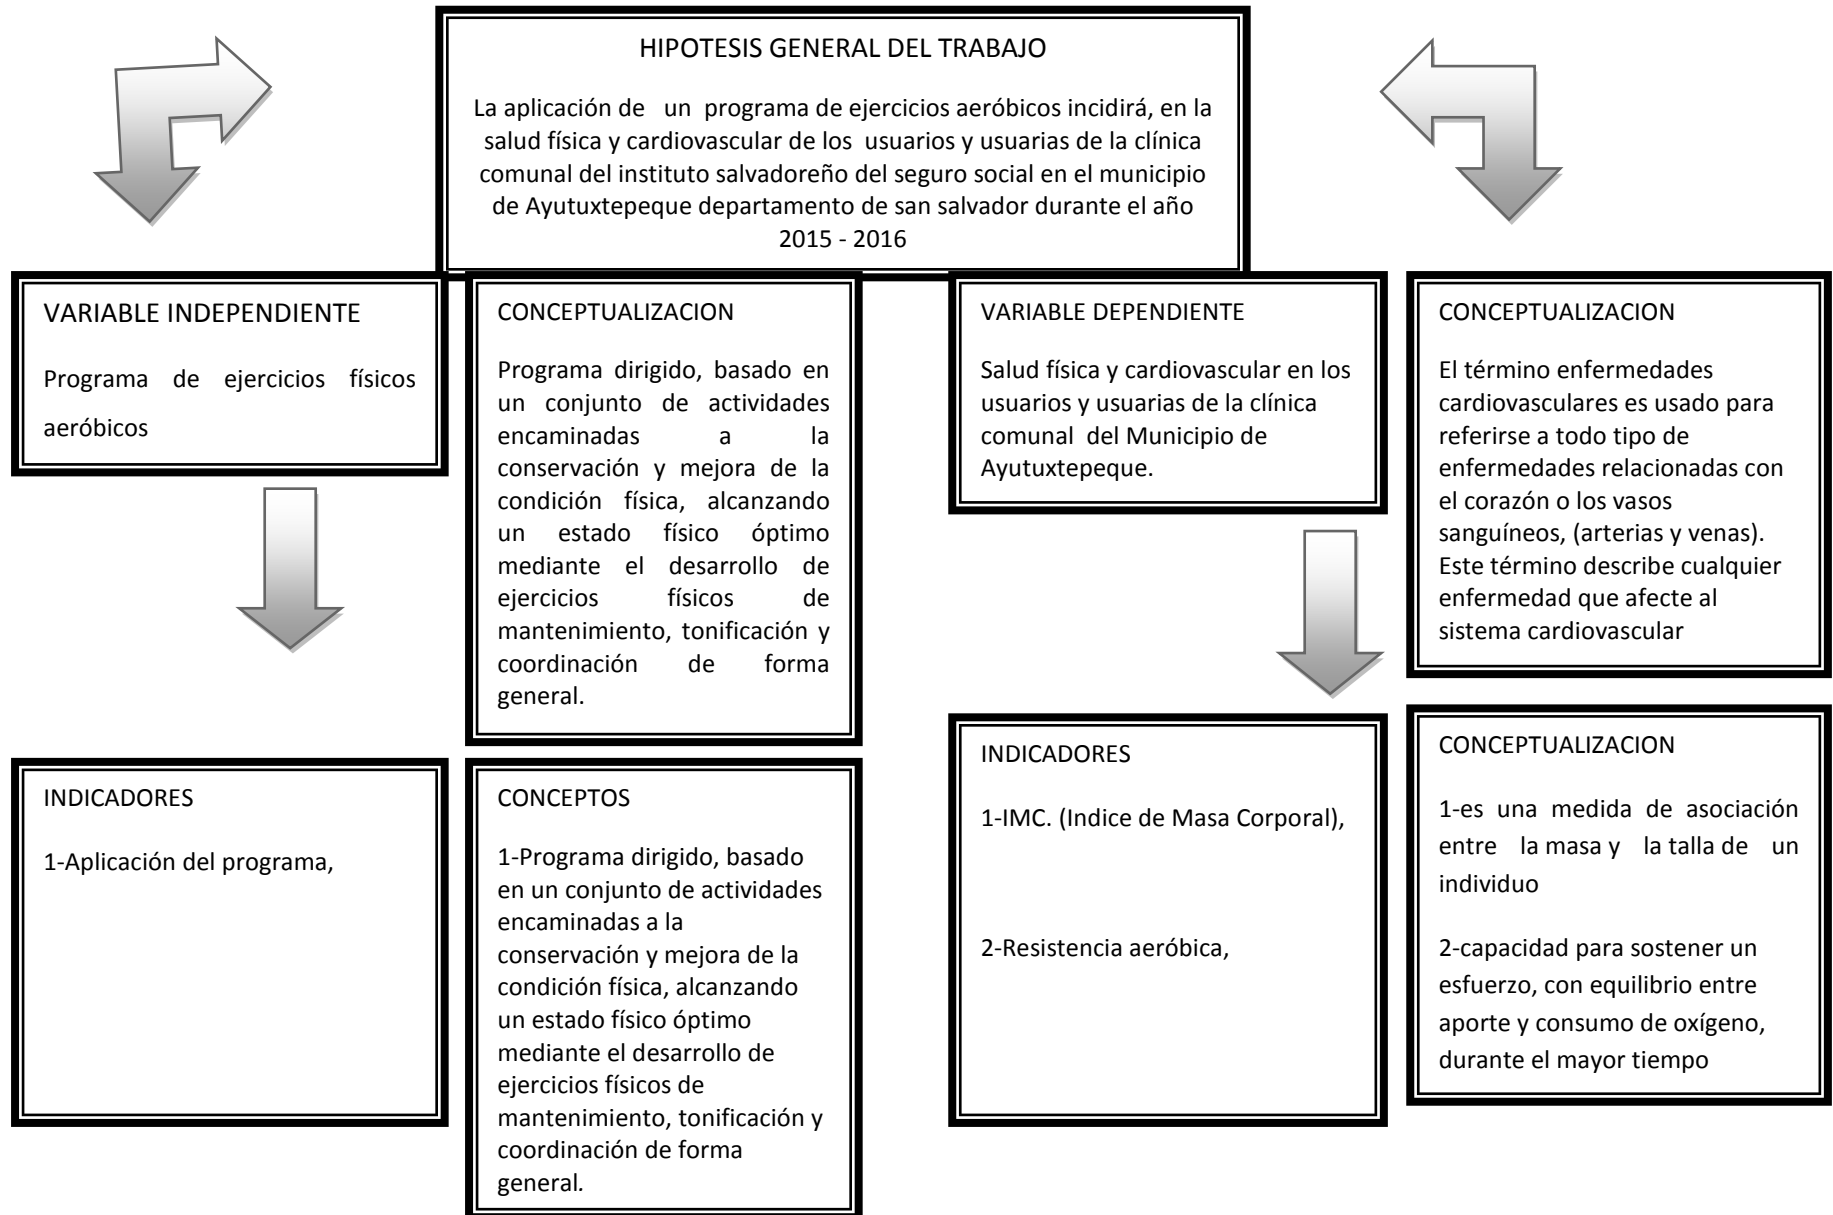 HIPOTESIS GENERAL DEL TRABAJO
La aplicación de un programa de ejercicios aeróbicos incidirá, en la
salud física y cardiovascular de los usuarios y usuarias de la clínica
comunal del instituto salvadoreño del seguro social en el municipio
de Ayutuxtepeque departamento de san salvador durante el año
2015 - 2016
VARIABLE INDEPENDIENTE
Programa de ejercicios físicos
aeróbicos
CONCEPTUALIZACION
Programa dirigido, basado en
un conjunto de actividades
encaminadas a la
conservación y mejora de la
condición física, alcanzando
un estado físico óptimo
mediante el desarrollo de
ejercicios físicos de
mantenimiento, tonificación y
coordinación de forma
general.
VARIABLE DEPENDIENTE
Salud física y cardiovascular en los
usuarios y usuarias de la clínica
comunal del Municipio de
Ayutuxtepeque.
CONCEPTUALIZACION
El término enfermedades
cardiovasculares es usado para
referirse a todo tipo de
enfermedades relacionadas con
el corazón o los vasos
sanguíneos, (arterias y venas).
Este término describe cualquier
enfermedad que afecte al
sistema cardiovascular
INDICADORES
1-Aplicación del programa,
CONCEPTOS
1-Programa dirigido, basado
en un conjunto de actividades
encaminadas a la
conservación y mejora de la
condición física, alcanzando
un estado físico óptimo
mediante el desarrollo de
ejercicios físicos de
mantenimiento, tonificación y
coordinación de forma
general.
INDICADORES
1-IMC. (Indice de Masa Corporal),
2-Resistencia aeróbica,
CONCEPTUALIZACION
1-es una medida de asociación
entre la masa y la talla de un
individuo
2-capacidad para sostener un
esfuerzo, con equilibrio entre
aporte y consumo de oxígeno,
durante el mayor tiempo